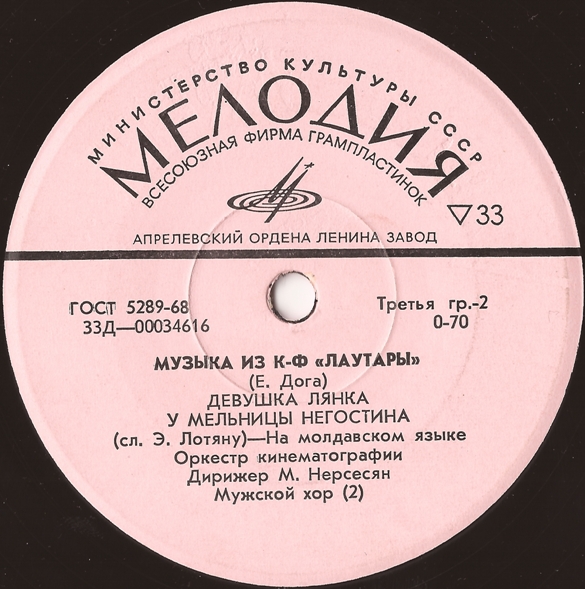 МИНИСТЕРСТВО КУЛЬТУРЫ СССР
МЕЛОДИЯ
ВСЕСОЮЗНАЯ ФИРМА ГРАМПЛАСТИНОК
▽33
АПРЕЛЕВСКИЙ ОРДЕНА ЛЕНИНА ЗАВОД
ГОСТ 5289-68
Третья гр.-2
33Д—00034616
0-70
МУЗЫКА ИЗ К-Ф «ЛАУТАРЫ»
(Е. Дога)
ДЕВУШКА ЛЯНКА
У МЕЛЬНИЦЫ НЕГОСТИНА
(сл. Э. Лотяну)—На молдавском языке
Оркестр кинематографии
Дирижер М. Нерсесян
Мужской хор (2)